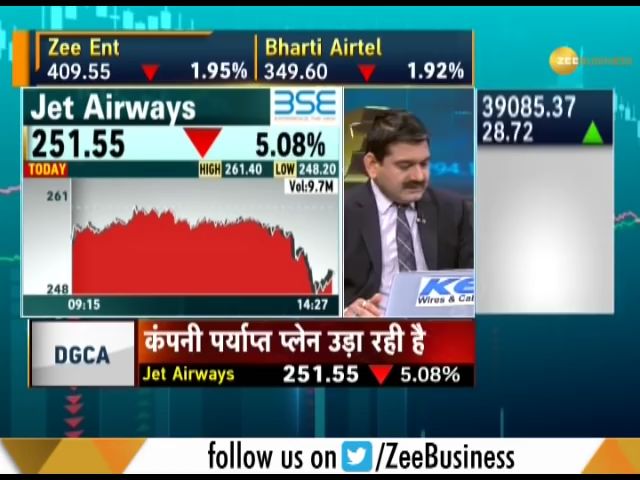 Zee Ent
409.55 1.95%
Bharti Airtel
349.60 1.92%
ZEE BUSINESS
Jet Airways
BSE
251.55 5.08%
TODAY HIGH 261.40 LOW 248.20
Vol:9.7M
261
248
09:15 14:27
39085.37
28.72
794.1
Wires & Cab
DGCA
कंपनी पर्याप्त प्लेन उड़ा रही है
Jet Airways 251.55 5.08%
follow us on /ZeeBusiness